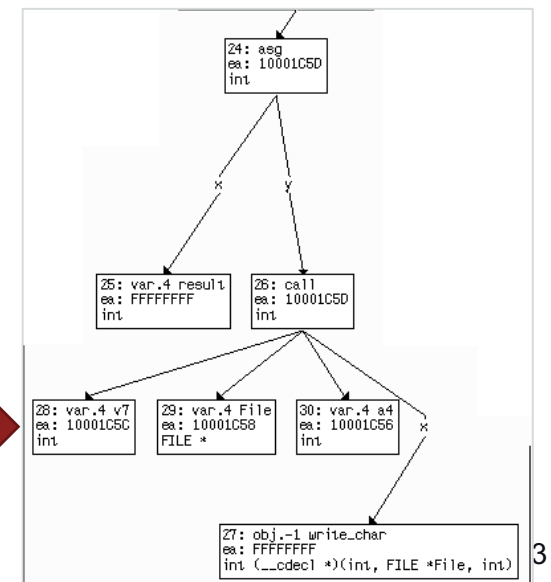 24: asg
ea: 10001C5D
int
x
y
25: var.4 result
ea: FFFFFFFF
int
26: call
ea: 10001C5D
int
28: var.4 v7
ea: 10001C5C
int
29: var.4 File
ea: 10001C58
FILE *
30: var.4 a4
ea: 10001C56
int
x
27: obj.-1 write_char
ea: FFFFFFFF
int (__cdecl *)(int, FILE *File, int)
3